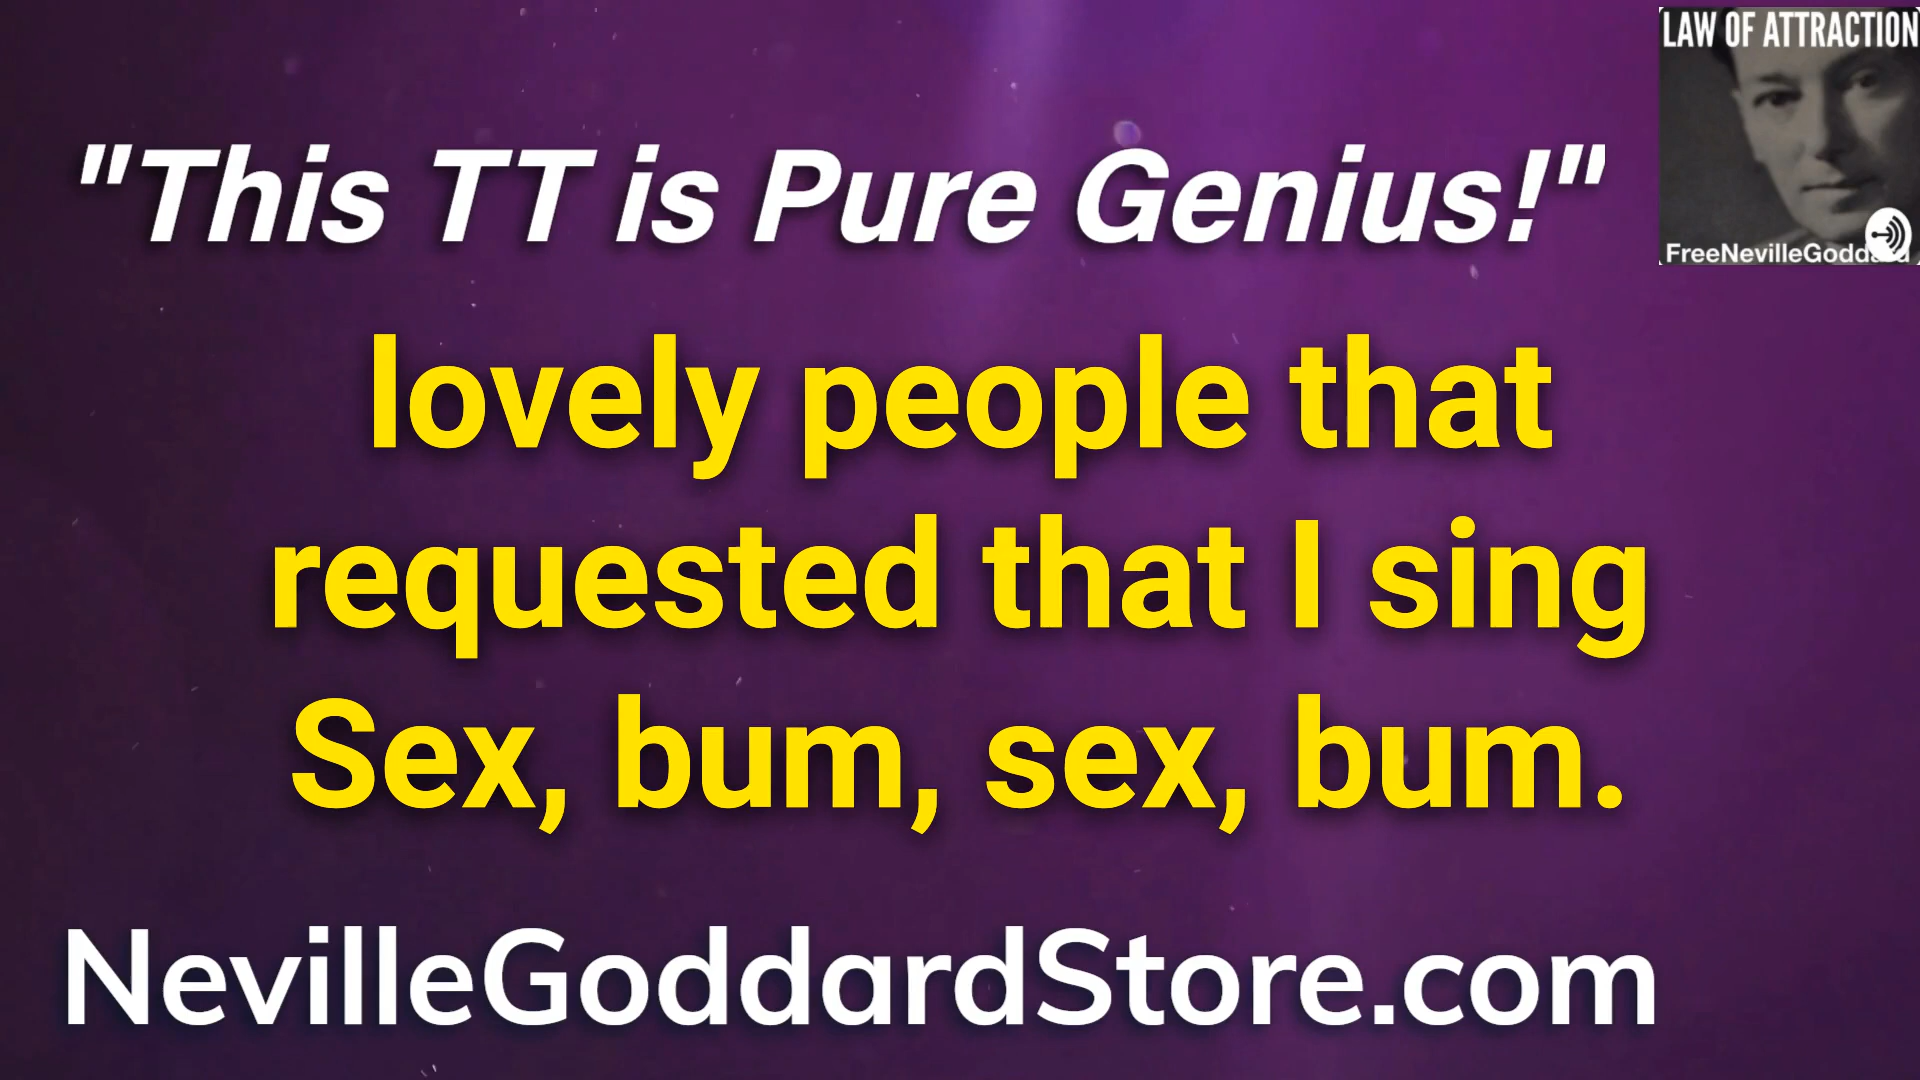 LAW OF ATTRACTION
"This TT is Pure Genius!"
FreeNevilleGodd
lovely people that
requested that I sing
Sex, bum, sex, bum.
NevilleGoddardStore.com